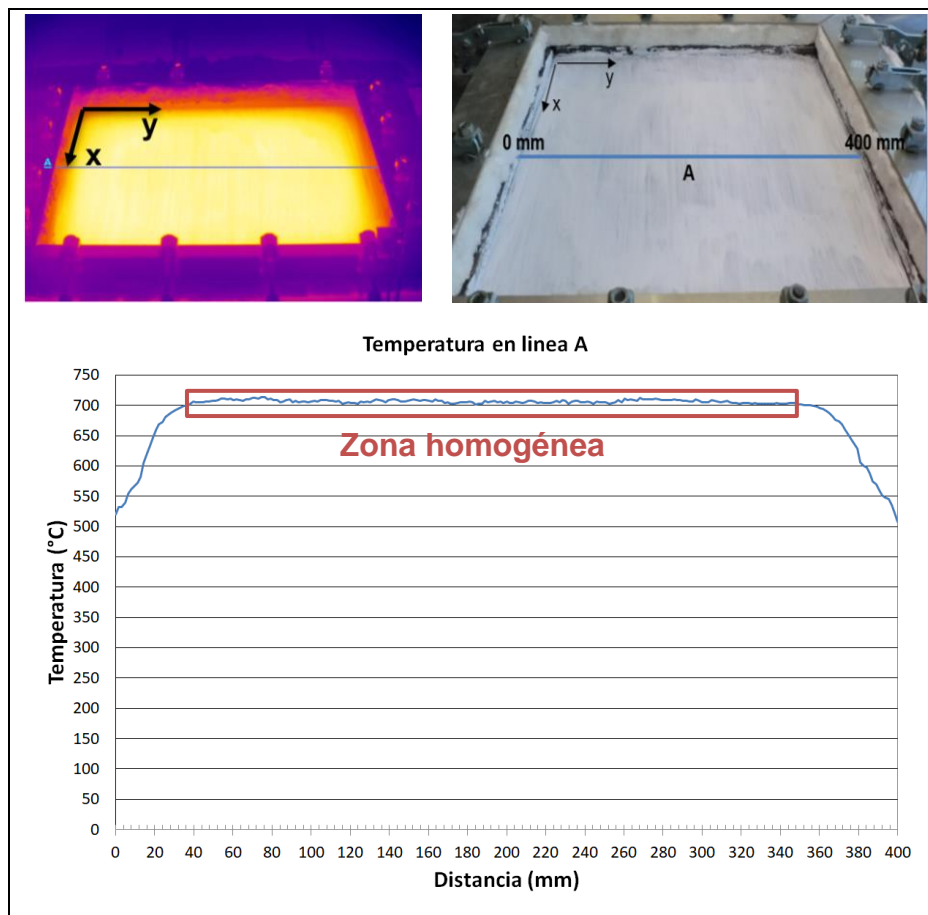 y
x
A
y
x
0 mm
400 mm
A
Temperatura en linea A
750
700
650
600
550
500
450
400
350
300
250
200
150
100
50
0
Zona homogénea
Temperatura (°C)
0 20 40 60 80 100 120 140 160 180 200 220 240 260 280 300 320 340 360 380 400
Distancia (mm)